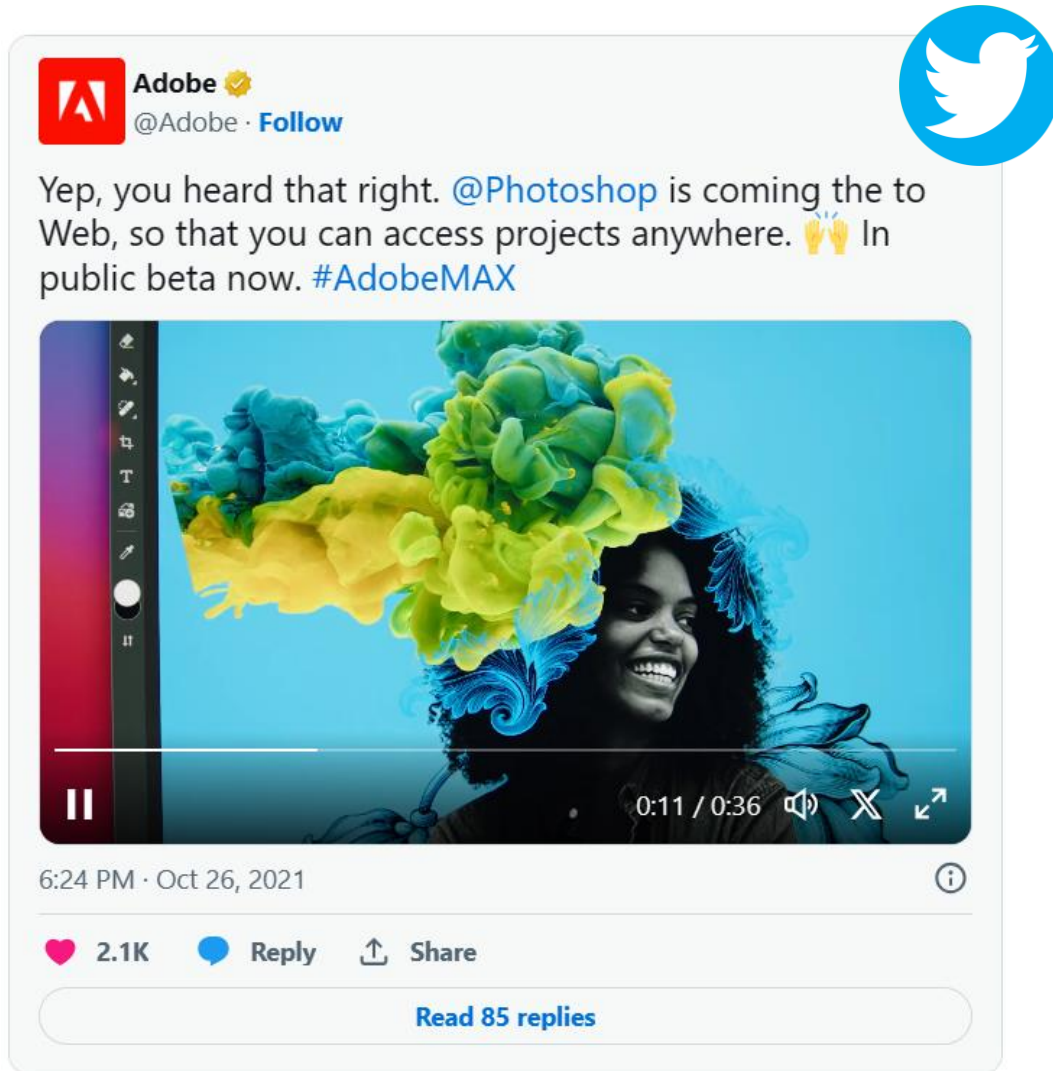 Adobe
@Adobe · Follow
Yep, you heard that right. @Photoshop is coming the to
Web, so that you can access projects anywhere. 🙌 In
public beta now. #AdobeMAX
T
0:11 / 0:36
6:24 PM · Oct 26, 2021
2.1K Reply Share
Read 85 replies